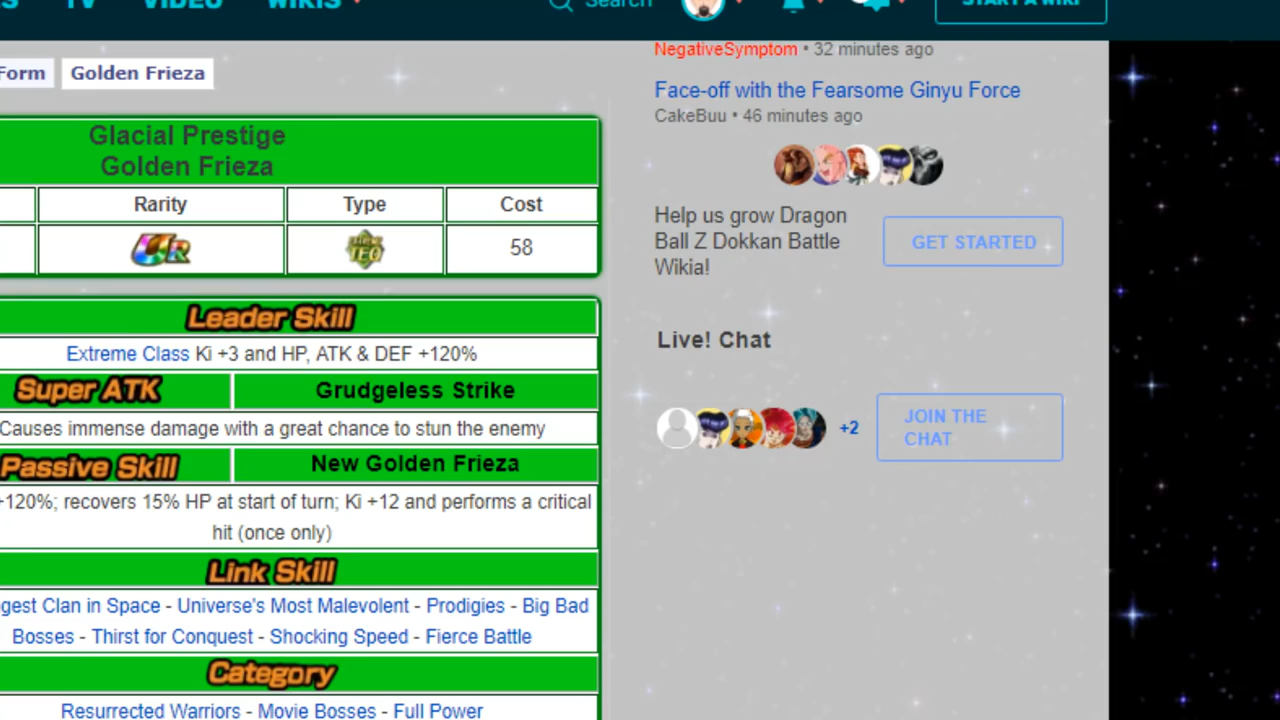 TV VIDEO WIKIS Search START A WIKI
Form Golden Frieza
Glacial Prestige
Golden Frieza
Rarity Type Cost
UR TEQ 58
Leader Skill
Extreme Class Ki +3 and HP, ATK & DEF +120%
Super ATK Grudgeless Strike
Causes immense damage with a great chance to stun the enemy
Passive Skill New Golden Frieza
+120%; recovers 15% HP at start of turn; Ki +12 and performs a critical
hit (once only)
Link Skill
gest Clan in Space - Universe's Most Malevolent - Prodigies - Big Bad
Bosses - Thirst for Conquest - Shocking Speed - Fierce Battle
Category
Resurrected Warriors - Movie Bosses - Full Power
NegativeSymptom • 32 minutes ago
Face-off with the Fearsome Ginyu Force
CakeBuu • 46 minutes ago
Help us grow Dragon
Ball Z Dokkan Battle
Wikia!
GET STARTED
Live! Chat
+2
JOIN THE
CHAT